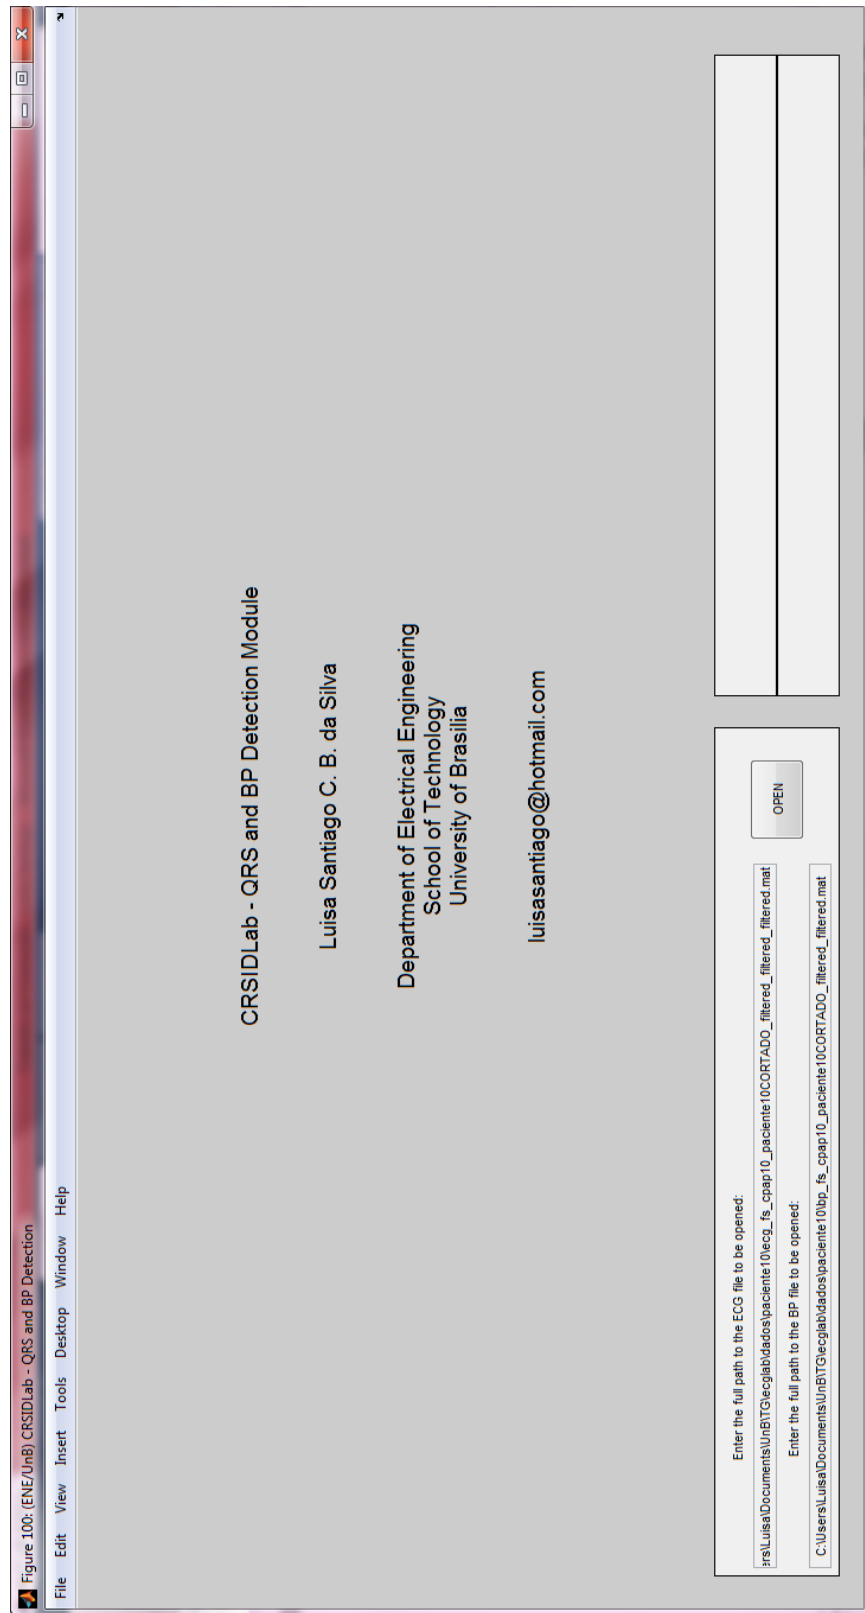 Figure 100: (ENE/UnB) CRSIDLab - QRS and BP Detection
File Edit View Insert Tools Desktop Window Help
CRSIDLab - QRS and BP Detection Module
Luisa Santiago C. B. da Silva
Department of Electrical Engineering
School of Technology
University of Brasilia
luisasantiago@hotmail.com
Enter the full path to the ECG file to be opened:
ers\Luisa\Documents\UnB\TG\ecglab\dados\paciente10\ecg_fs_cpap10_paciente10CORTADO_filtered_filtered.mat
OPEN
Enter the full path to the BP file to be opened:
C:\Users\Luisa\Documents\UnB\TG\ecglab\dados\paciente10\bp_fs_cpap10_paciente10CORTADO_filtered.mat